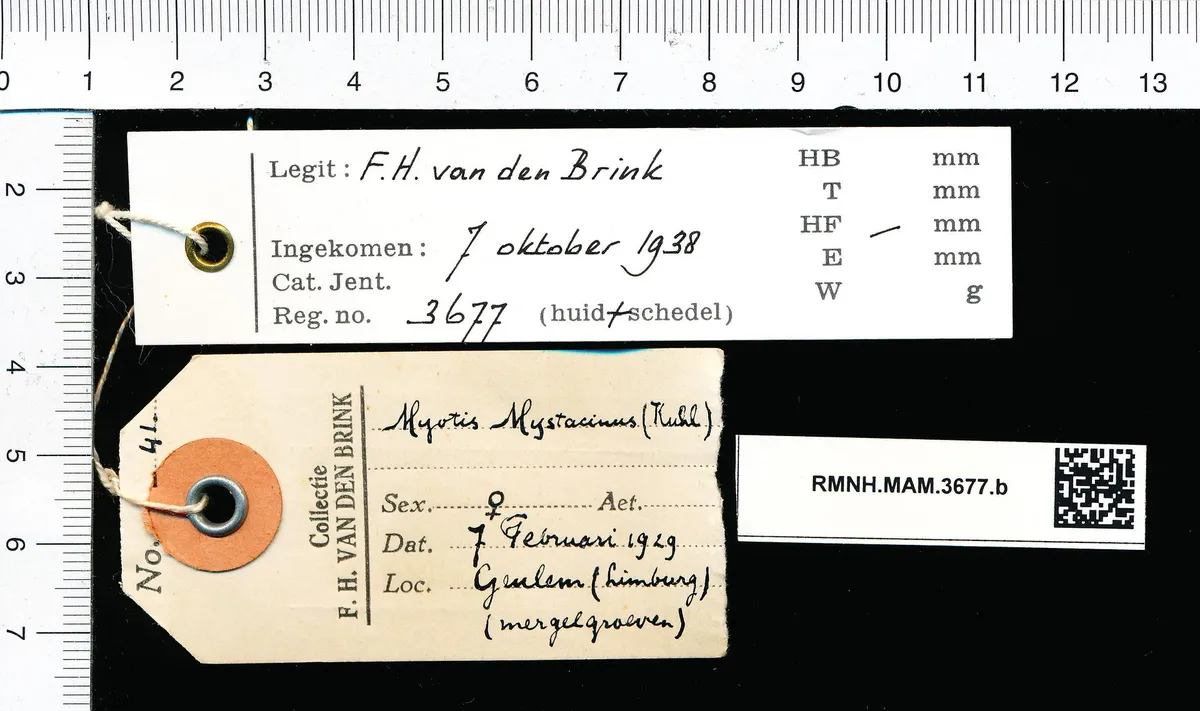 0 1 2 3 4 5 6 7 8 9 10 11 12 13
2
3
4
5
6
7
Legit : F.H. van den Brink
Ingekomen : 7 oktober 1938
Cat. Jent.
Reg. no. 3677 (huid+schedel)
HB mm
T mm
HF — mm
E mm
W g
No. 41.
Collectie
F. H. VAN DEN BRINK
Myotis Mystacinus (Kuhl)
Sex. ♀ Aet.
Dat. 7 Februari 1929
Loc. Geulem (Limburg)
(mergelgroeven)
RMNH.MAM.3677.b